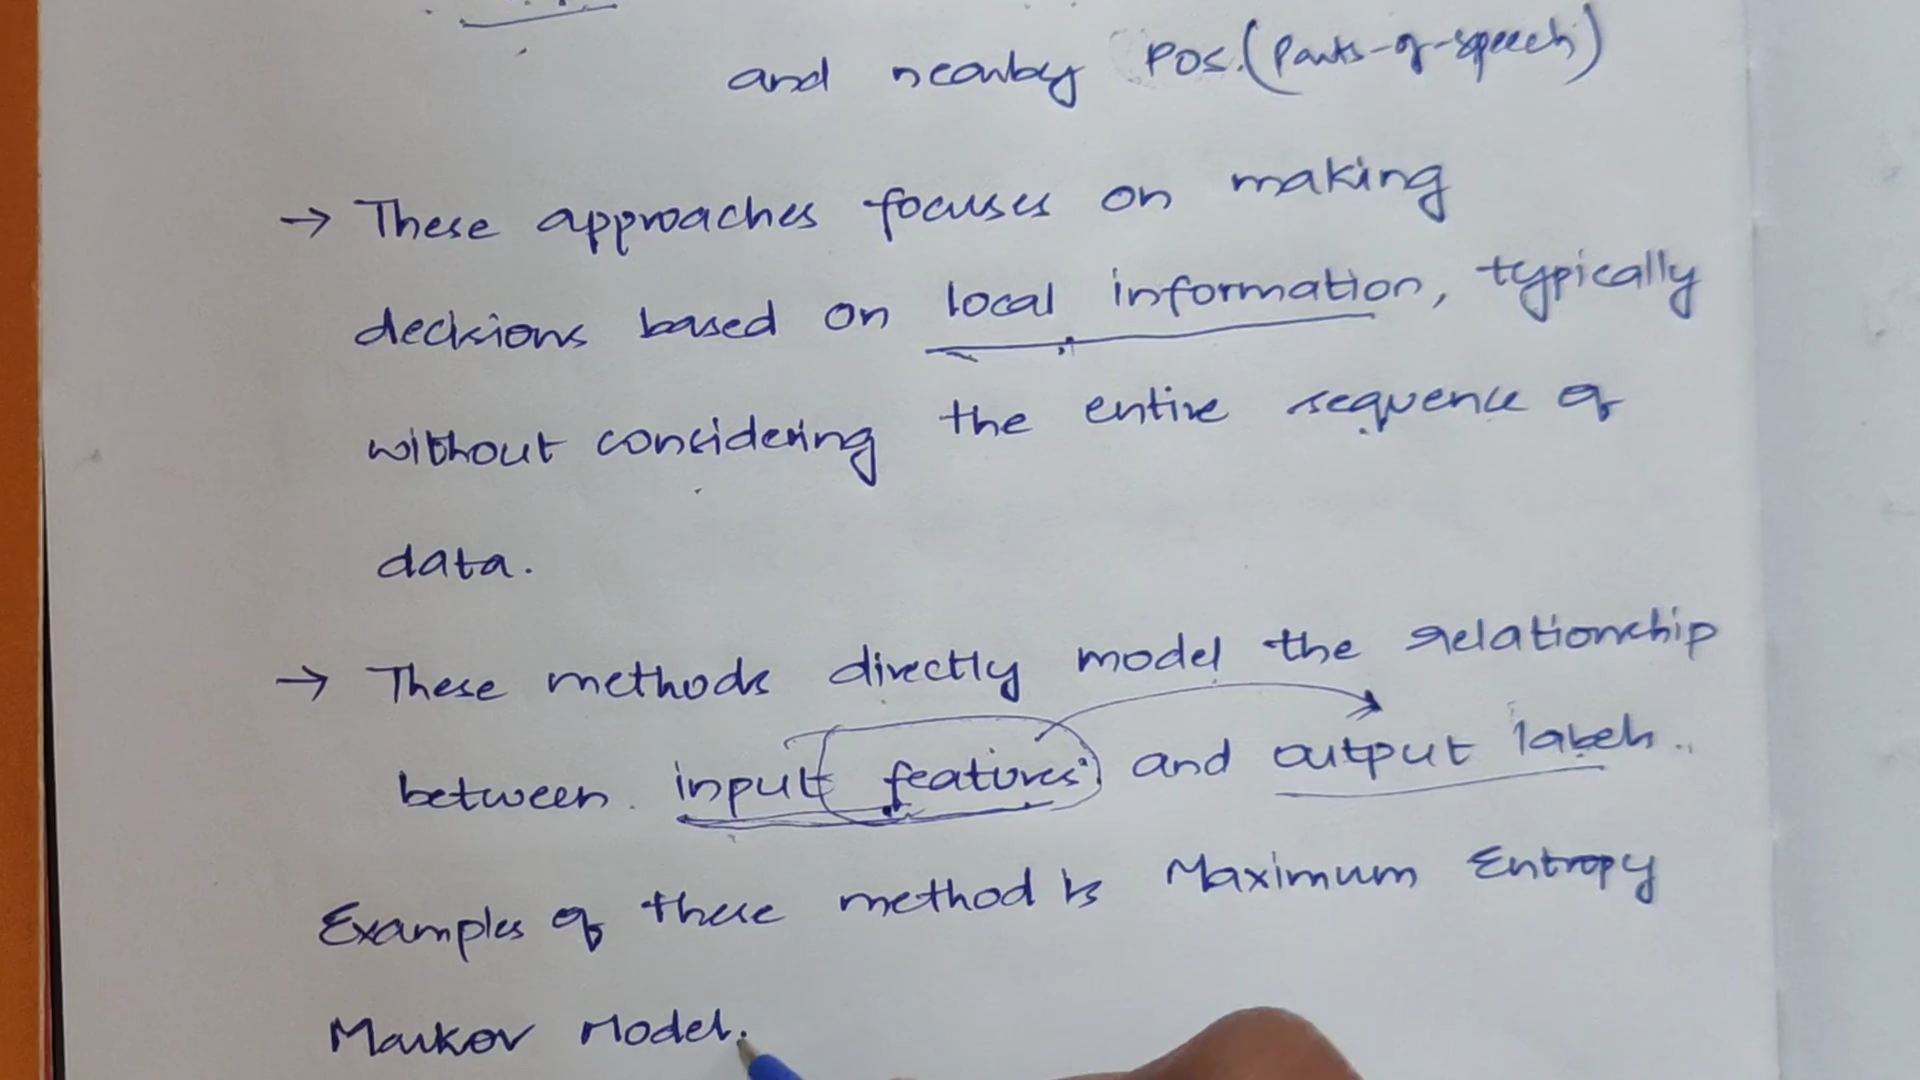 and nearby POS.(Parts-of-speech)
→ These approaches focuses on making
decisions based on local information, typically
without considering the entire sequence of
data.
→ These methods directly model the relationship
between input features and output labels.
Examples of these method is Maximum Entropy
Markov Model.